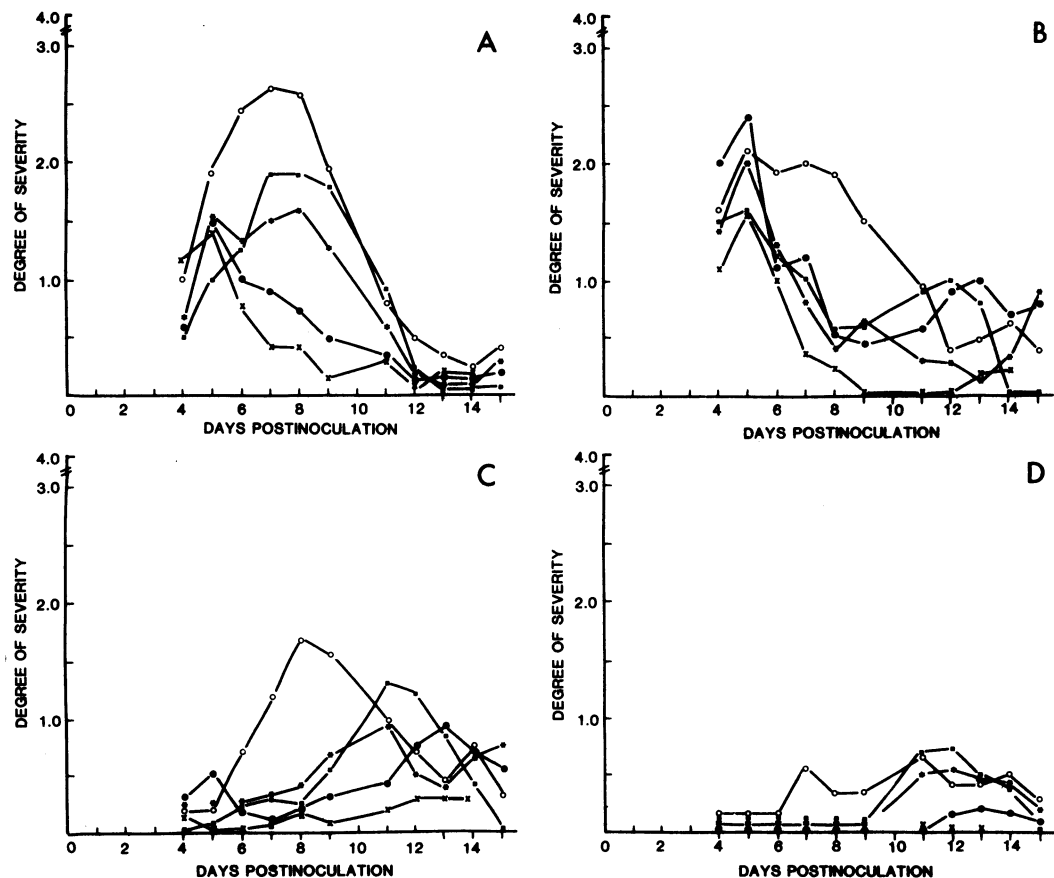 A
4.0
3.0
2.0
1.0
DEGREE OF SEVERITY
0 2 4 6 8 10 12 14
DAYS POSTINOCULATION
B
4.0
3.0
2.0
1.0
DEGREE OF SEVERITY
0 2 4 6 8 10 12 14
DAYS POSTINOCULATION
C
4.0
3.0
2.0
1.0
DEGREE OF SEVERITY
0 2 4 6 8 10 12 14
DAYS POSTINOCULATION
D
4.0
3.0
2.0
1.0
DEGREE OF SEVERITY
0 2 4 6 8 10 12 14
DAYS POSTINOCULATION